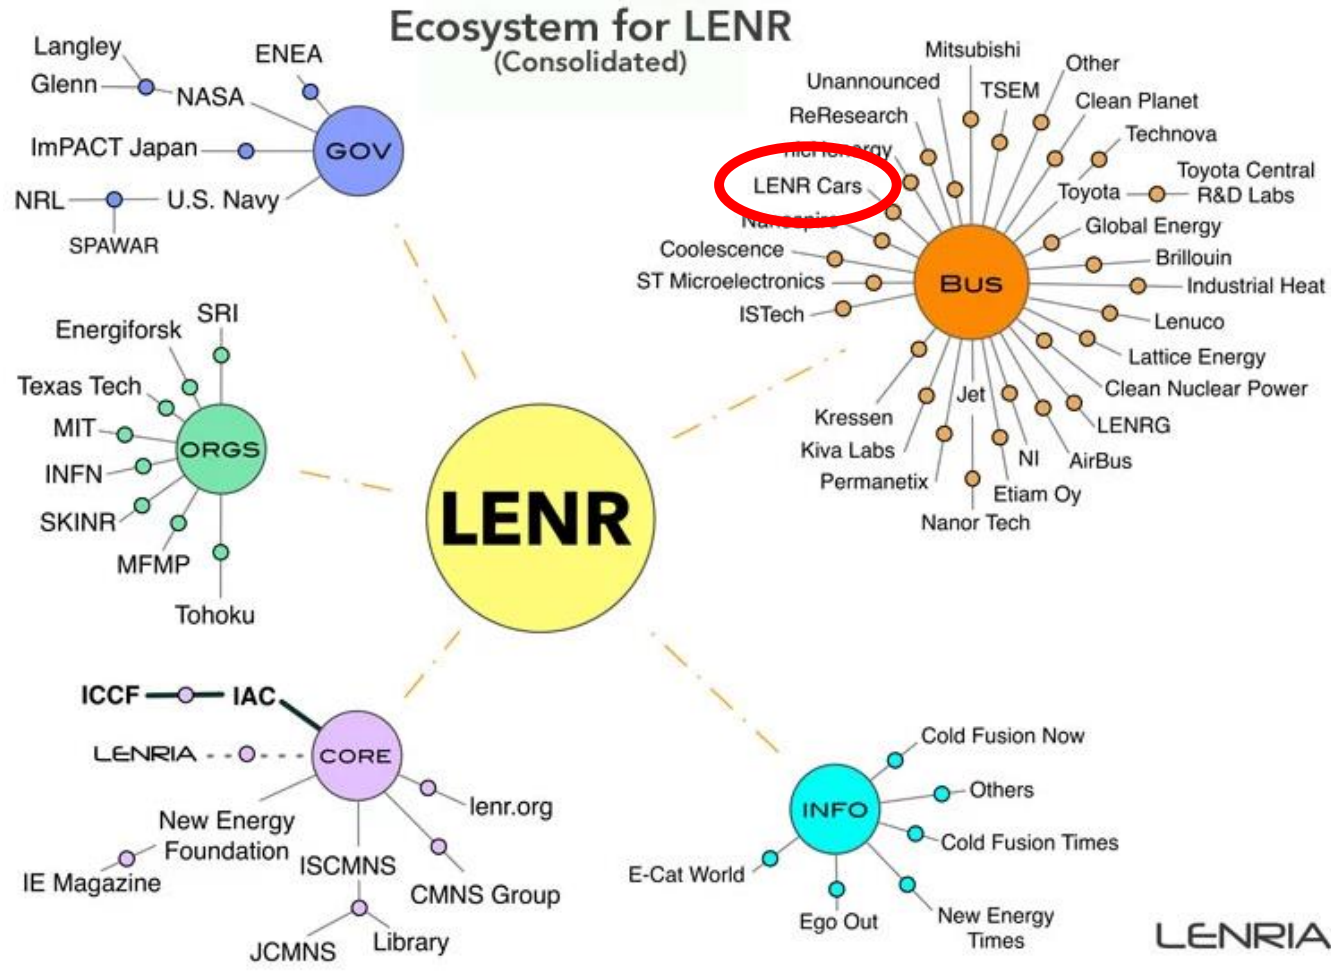 Ecosystem for LENR
(Consolidated)
Langley
Glenn
NASA
ENEA
ImPACT Japan
GOV
NRL
U.S. Navy
SPAWAR
Mitsubishi
Unannounced
TSEM
Other
ReResearch
Clean Planet
Technova
LENR Cars
Toyota
Toyota Central
R&D Labs
Coolescence
Global Energy
ST Microelectronics
Bus
Brillouin
Industrial Heat
ISTech
Lenuco
Lattice Energy
Clean Nuclear Power
Kressen
Jet
LENRG
Kiva Labs
NI
AirBus
Permanetix
Etiam Oy
Nanor Tech
SRI
Energiforsk
Texas Tech
MIT
ORGS
INFN
SKINR
MFMP
Tohoku
LENR
ICCF
IAC
LENRIA
CORE
New Energy
Foundation
lenr.org
IE Magazine
ISCMNS
CMNS Group
JCMNS
Library
Cold Fusion Now
Others
INFO
Cold Fusion Times
E-Cat World
Ego Out
New Energy
Times
LENRIA